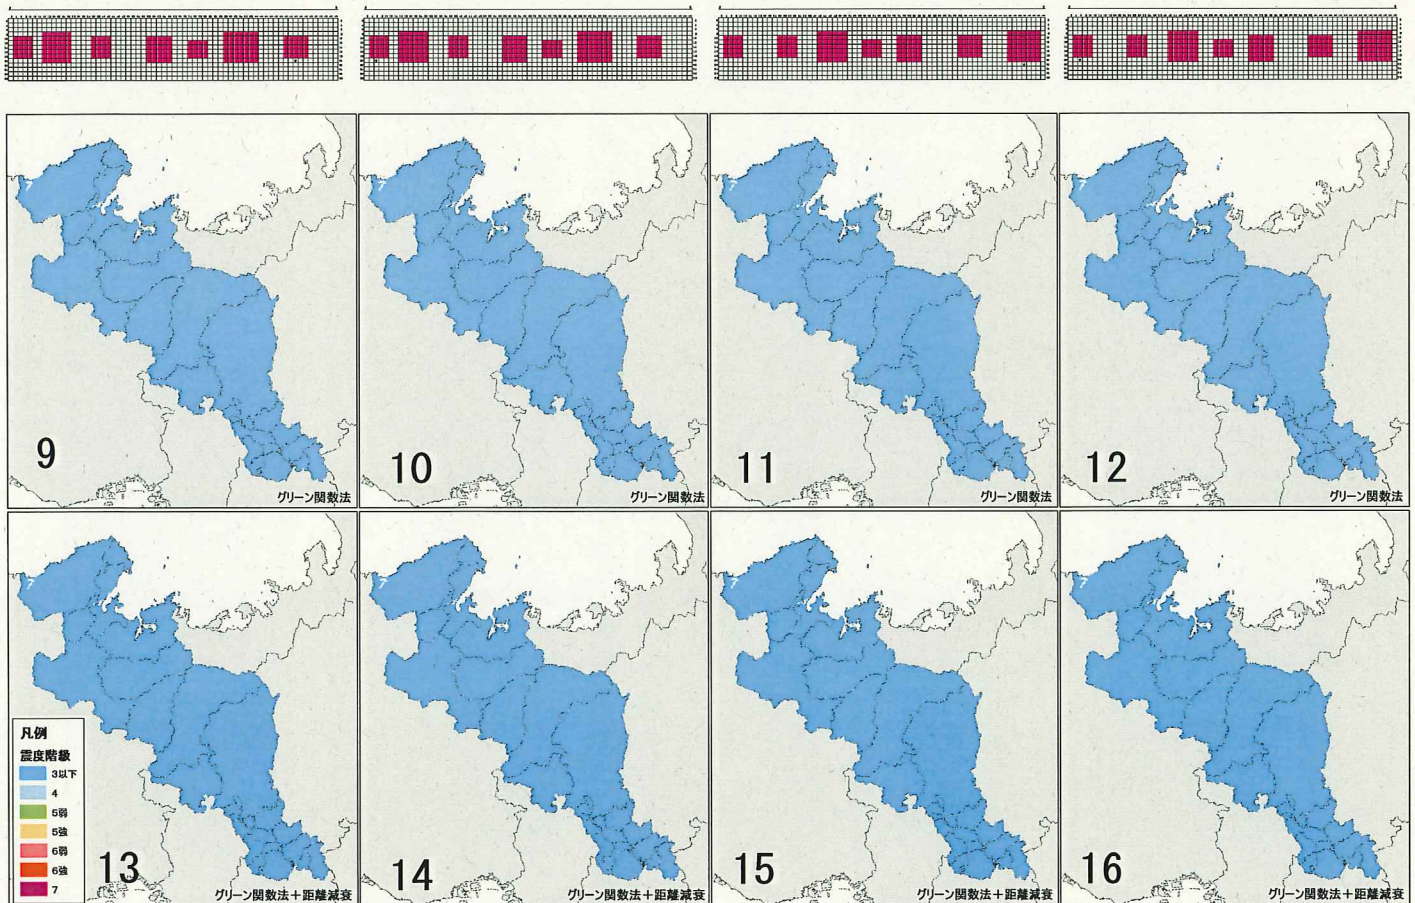 9
グリーン関数法
10
グリーン関数法
11
グリーン関数法
12
グリーン関数法
凡例
震度階級
3以下
4
5弱
5強
6弱
6強
7
13
グリーン関数法+距離減衰
14
グリーン関数法+距離減衰
15
グリーン関数法+距離減衰
16
グリーン関数法+距離減衰